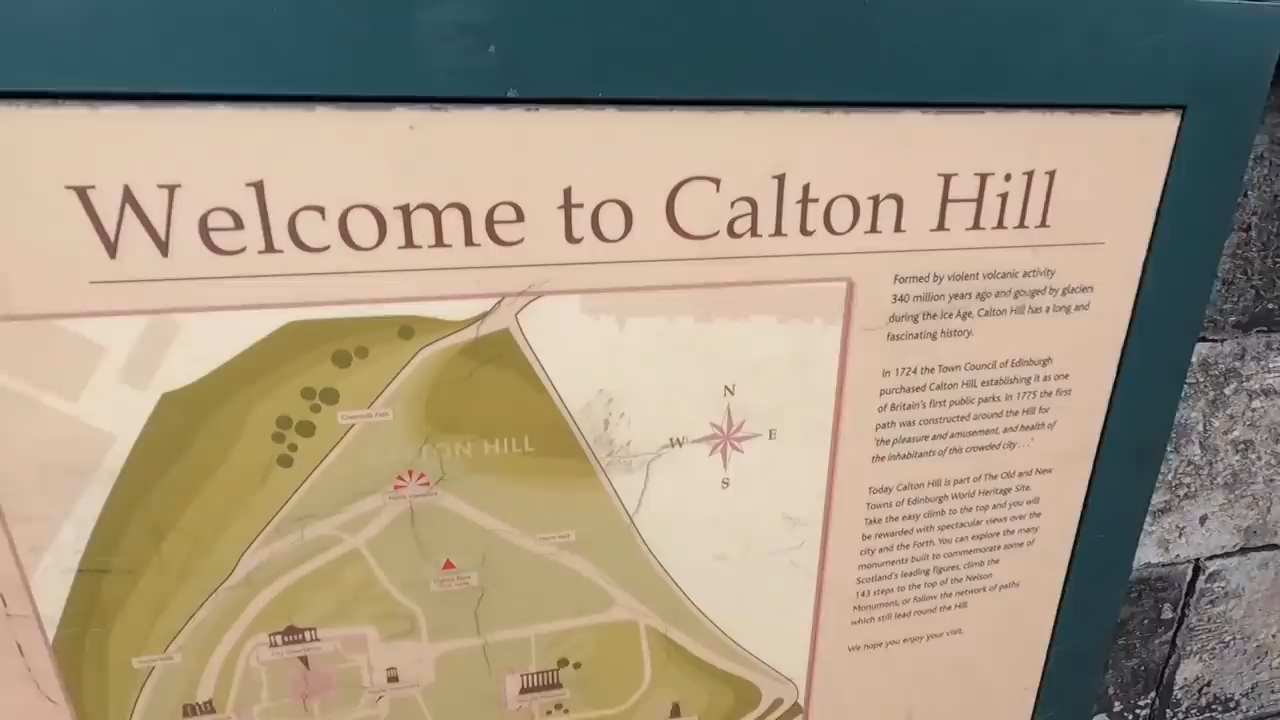 Welcome to Calton Hill
Formed by violent volcanic activity
340 million years ago and gouged by glaciers
during the Ice Age, Calton Hill has a long and
fascinating history.
In 1724 the Town Council of Edinburgh
purchased Calton Hill, establishing it as one
of Britain's first public parks. In 1775 the first
path was constructed around the Hill for
'the pleasure and amusement, and health of
the inhabitants of this crowded city . . .'
Today Calton Hill is part of The Old and New
Towns of Edinburgh World Heritage Site.
Take the easy climb to the top and you will
be rewarded with spectacular views over the
city and the Forth. You can explore the many
monuments built to commemorate some of
Scotland's leading figures, climb the
143 steps to the top of the Nelson
Monument, or follow the network of paths
which still lead round the Hill.
We hope you enjoy your visit.
N
W E
S
TON HILL
City Observatory